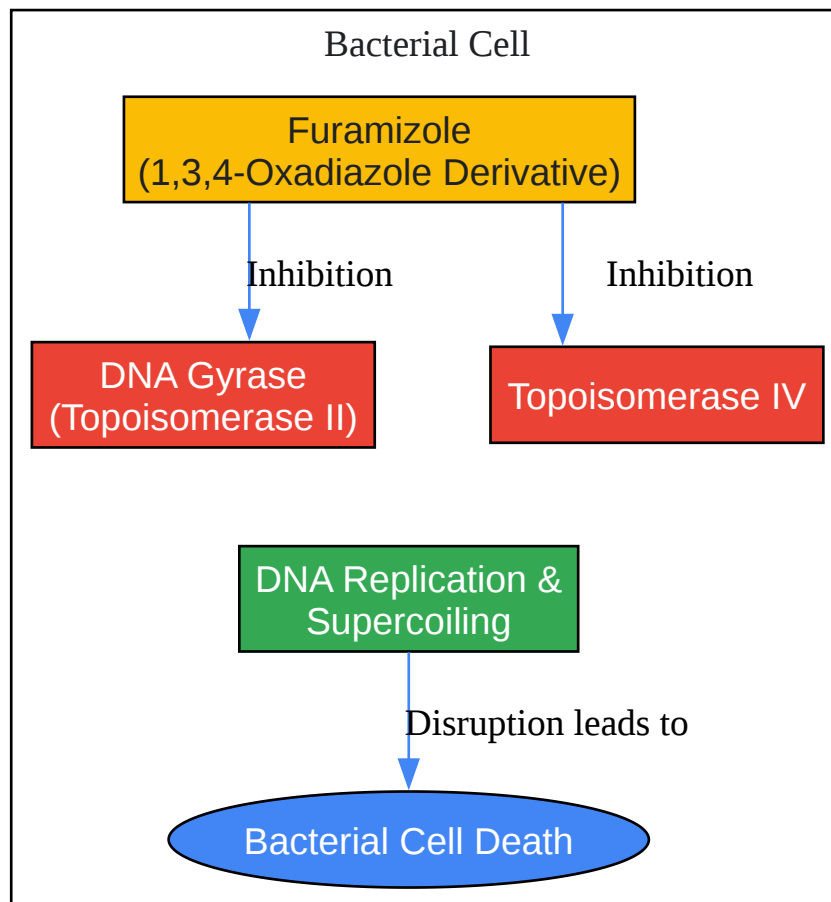 Bacterial Cell
Furamizole
(1,3,4-Oxadiazole Derivative)
Inhibition
Inhibition
DNA Gyrase
(Topoisomerase II)
Topoisomerase IV
DNA Replication &
Supercoiling
Disruption leads to
Bacterial Cell Death